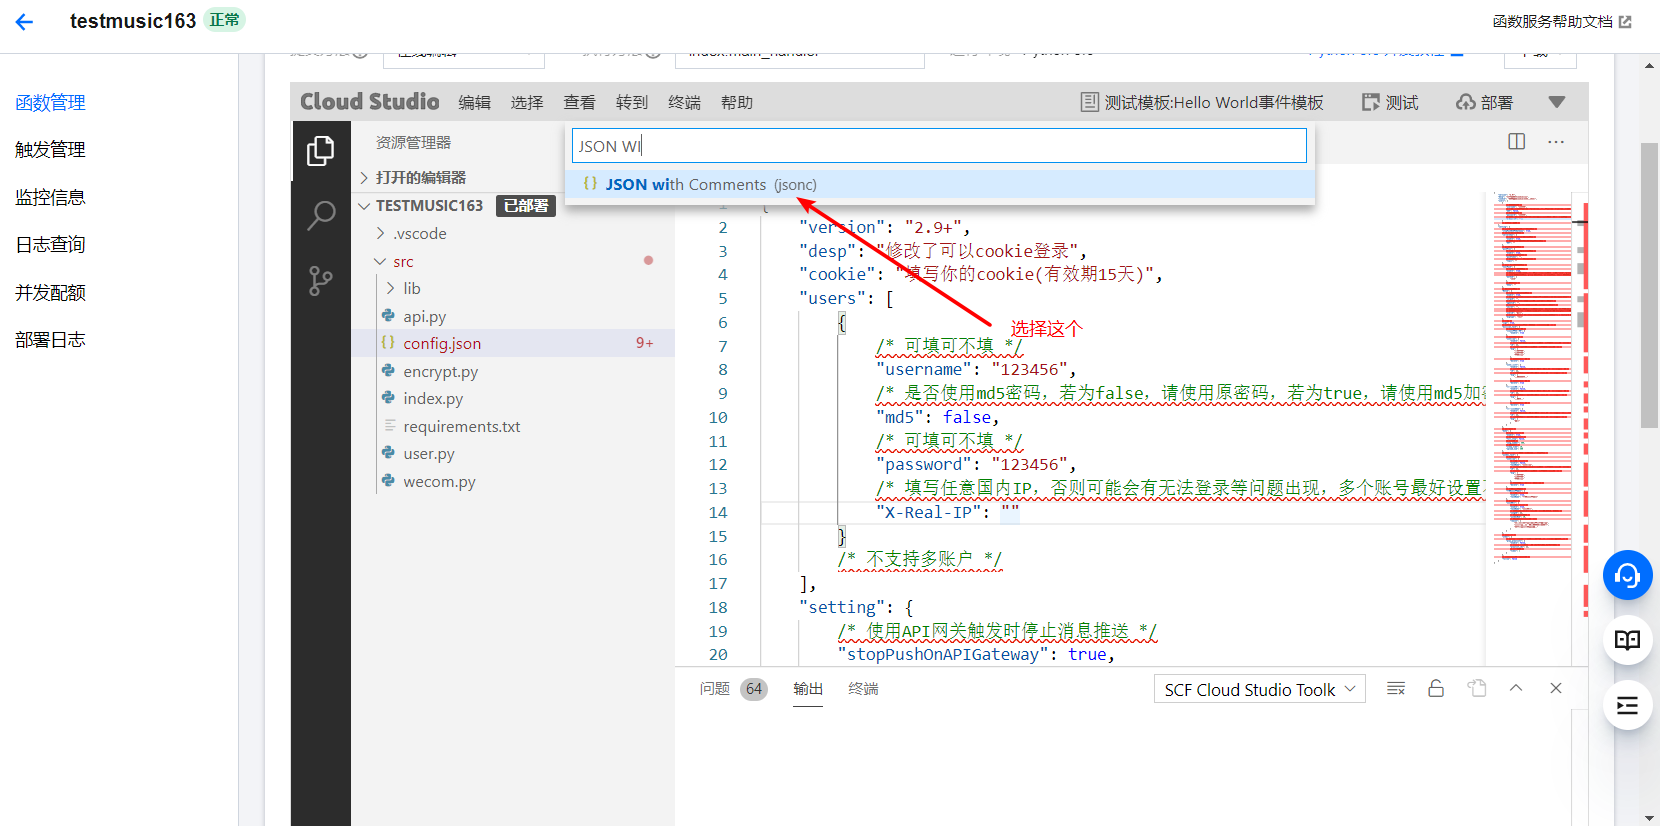 testmusic163 正常
函数服务帮助文档
index.main_handler
函数管理
触发管理
监控信息
日志查询
并发配额
部署日志
Cloud Studio 编辑 选择 查看 转到 终端 帮助 测试模板:Hello World事件模板 测试 部署
资源管理器
打开的编辑器
TESTMUSIC163 已部署
.vscode
src
lib
api.py
config.json 9+
encrypt.py
index.py
requirements.txt
user.py
wecom.py
JSON WI
{} JSON with Comments (jsonc)
选择这个
1 {
2 "version": "2.9+",
3 "desp": "修改了可以cookie登录",
4 "cookie": "填写你的cookie(有效期15天)",
5 "users": [
6 {
7 /* 可填可不填 */
8 "username": "123456",
9 /* 是否使用md5密码，若为false，请使用原密码，若为true，请使用md5加
10 "md5": false,
11 /* 可填可不填 */
12 "password": "123456",
13 /* 填写任意国内IP，否则可能会有无法登录等问题出现，多个账号最好设置
14 "X-Real-IP": ""
15 }
16 /* 不支持多账户 */
17 ],
18 "setting": {
19 /* 使用API网关触发时停止消息推送 */
20 "stopPushOnAPIGateway": true,
问题 64 输出 终端 SCF Cloud Studio Toolk